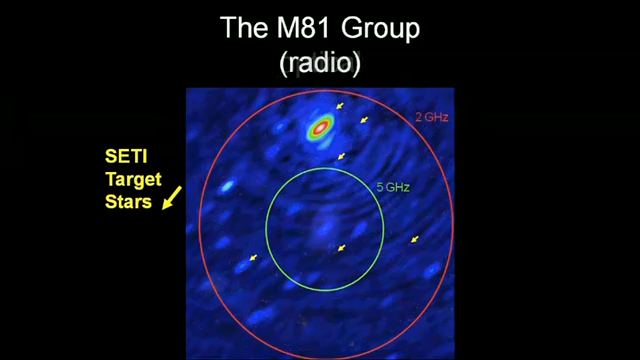 The M81 Group
(radio)
2 GHz
SETI
Target
Stars
5 GHz